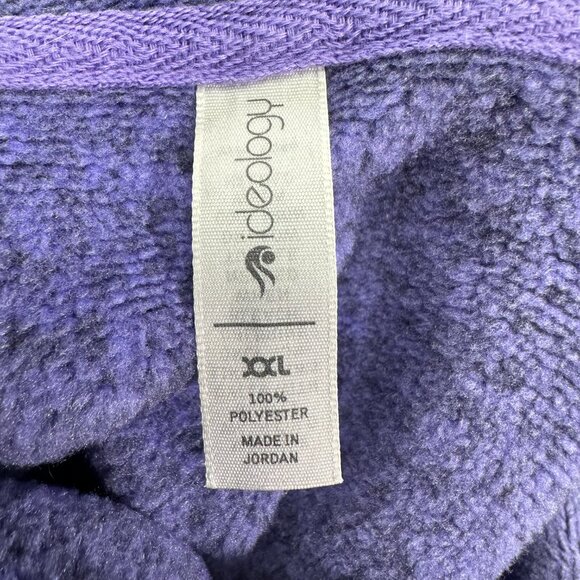 ideology
XXL
100%
POLYESTER
MADE IN
JORDAN